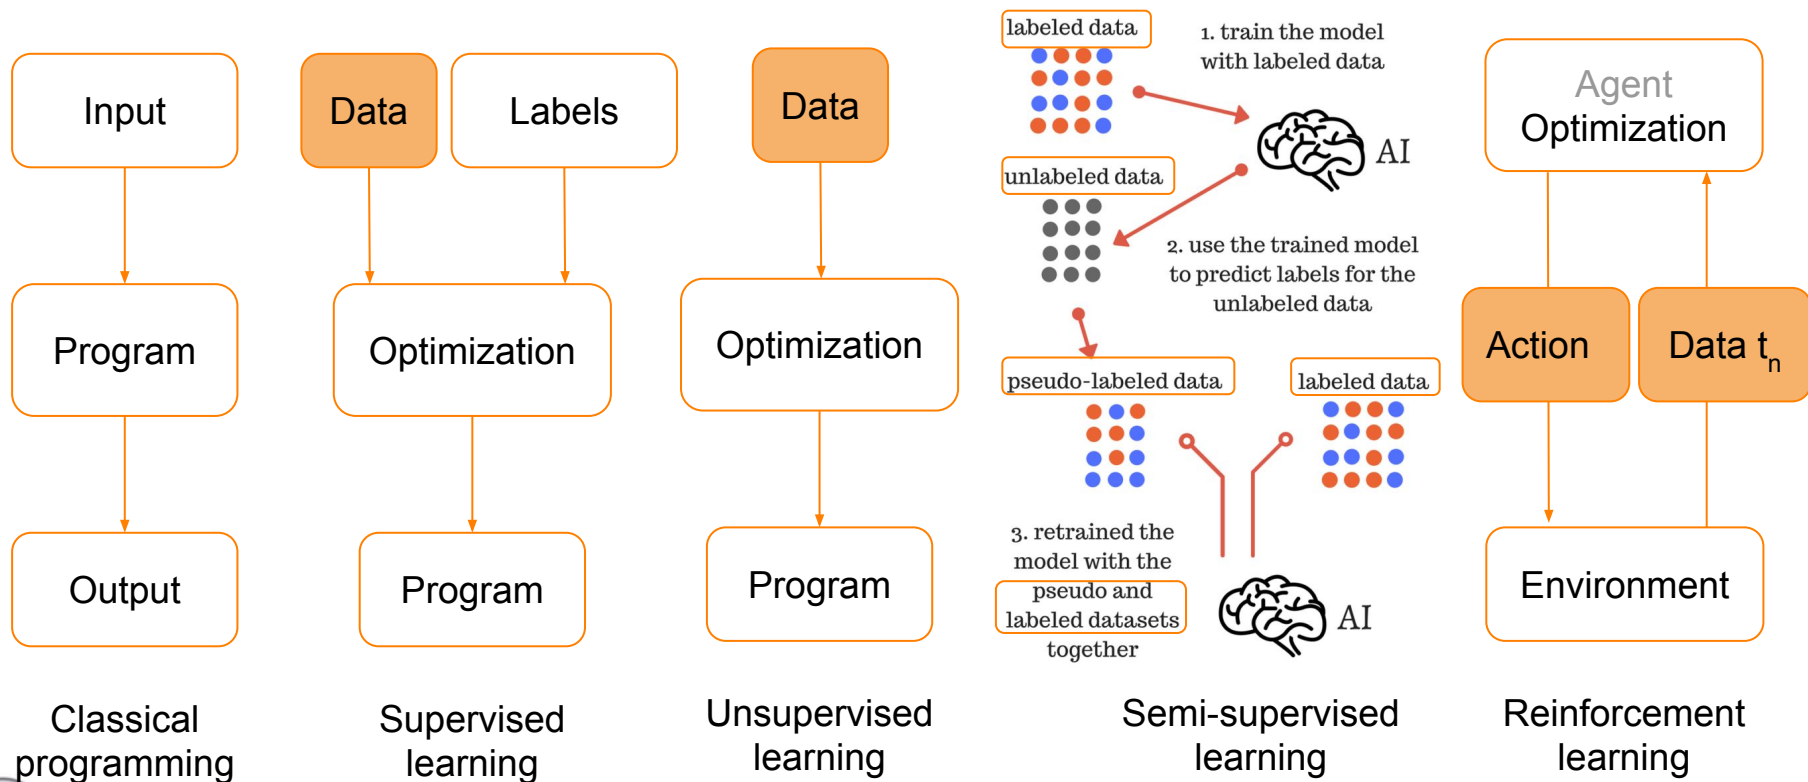 Input
Program
Output
Classical
programming
Data
Labels
Optimization
Program
Supervised
learning
Data
Optimization
Program
Unsupervised
learning
labeled data
1. train the model
with labeled data
AI
unlabeled data
2. use the trained model
to predict labels for the
unlabeled data
pseudo-labeled data
labeled data
3. retrained the
model with the
pseudo and
labeled datasets
together
AI
Semi-supervised
learning
Agent
Optimization
Action
Data tn
Environment
Reinforcement
learning